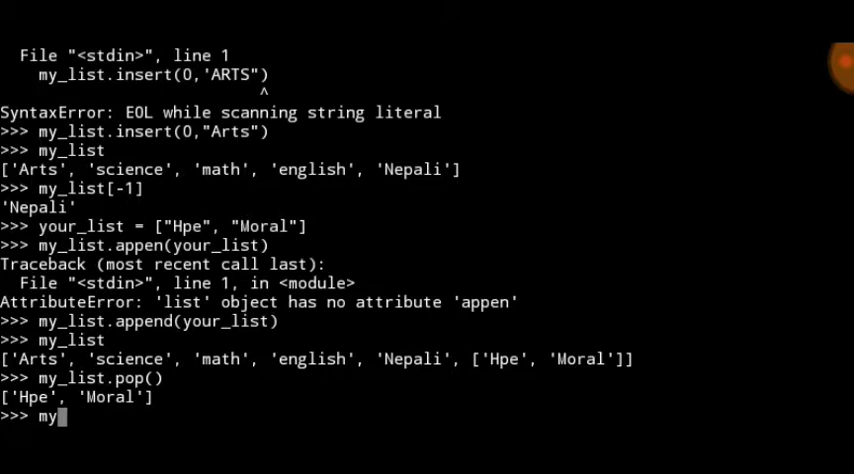 File "<stdin>", line 1
my_list.insert(0,'ARTS")
^
SyntaxError: EOL while scanning string literal
>>> my_list.insert(0,"Arts")
>>> my_list
['Arts', 'science', 'math', 'english', 'Nepali']
>>> my_list[-1]
'Nepali'
>>> your_list = ["Hpe", "Moral"]
>>> my_list.appen(your_list)
Traceback (most recent call last):
File "<stdin>", line 1, in <module>
AttributeError: 'list' object has no attribute 'appen'
>>> my_list.append(your_list)
>>> my_list
['Arts', 'science', 'math', 'english', 'Nepali', ['Hpe', 'Moral']]
>>> my_list.pop()
['Hpe', 'Moral']
>>> my